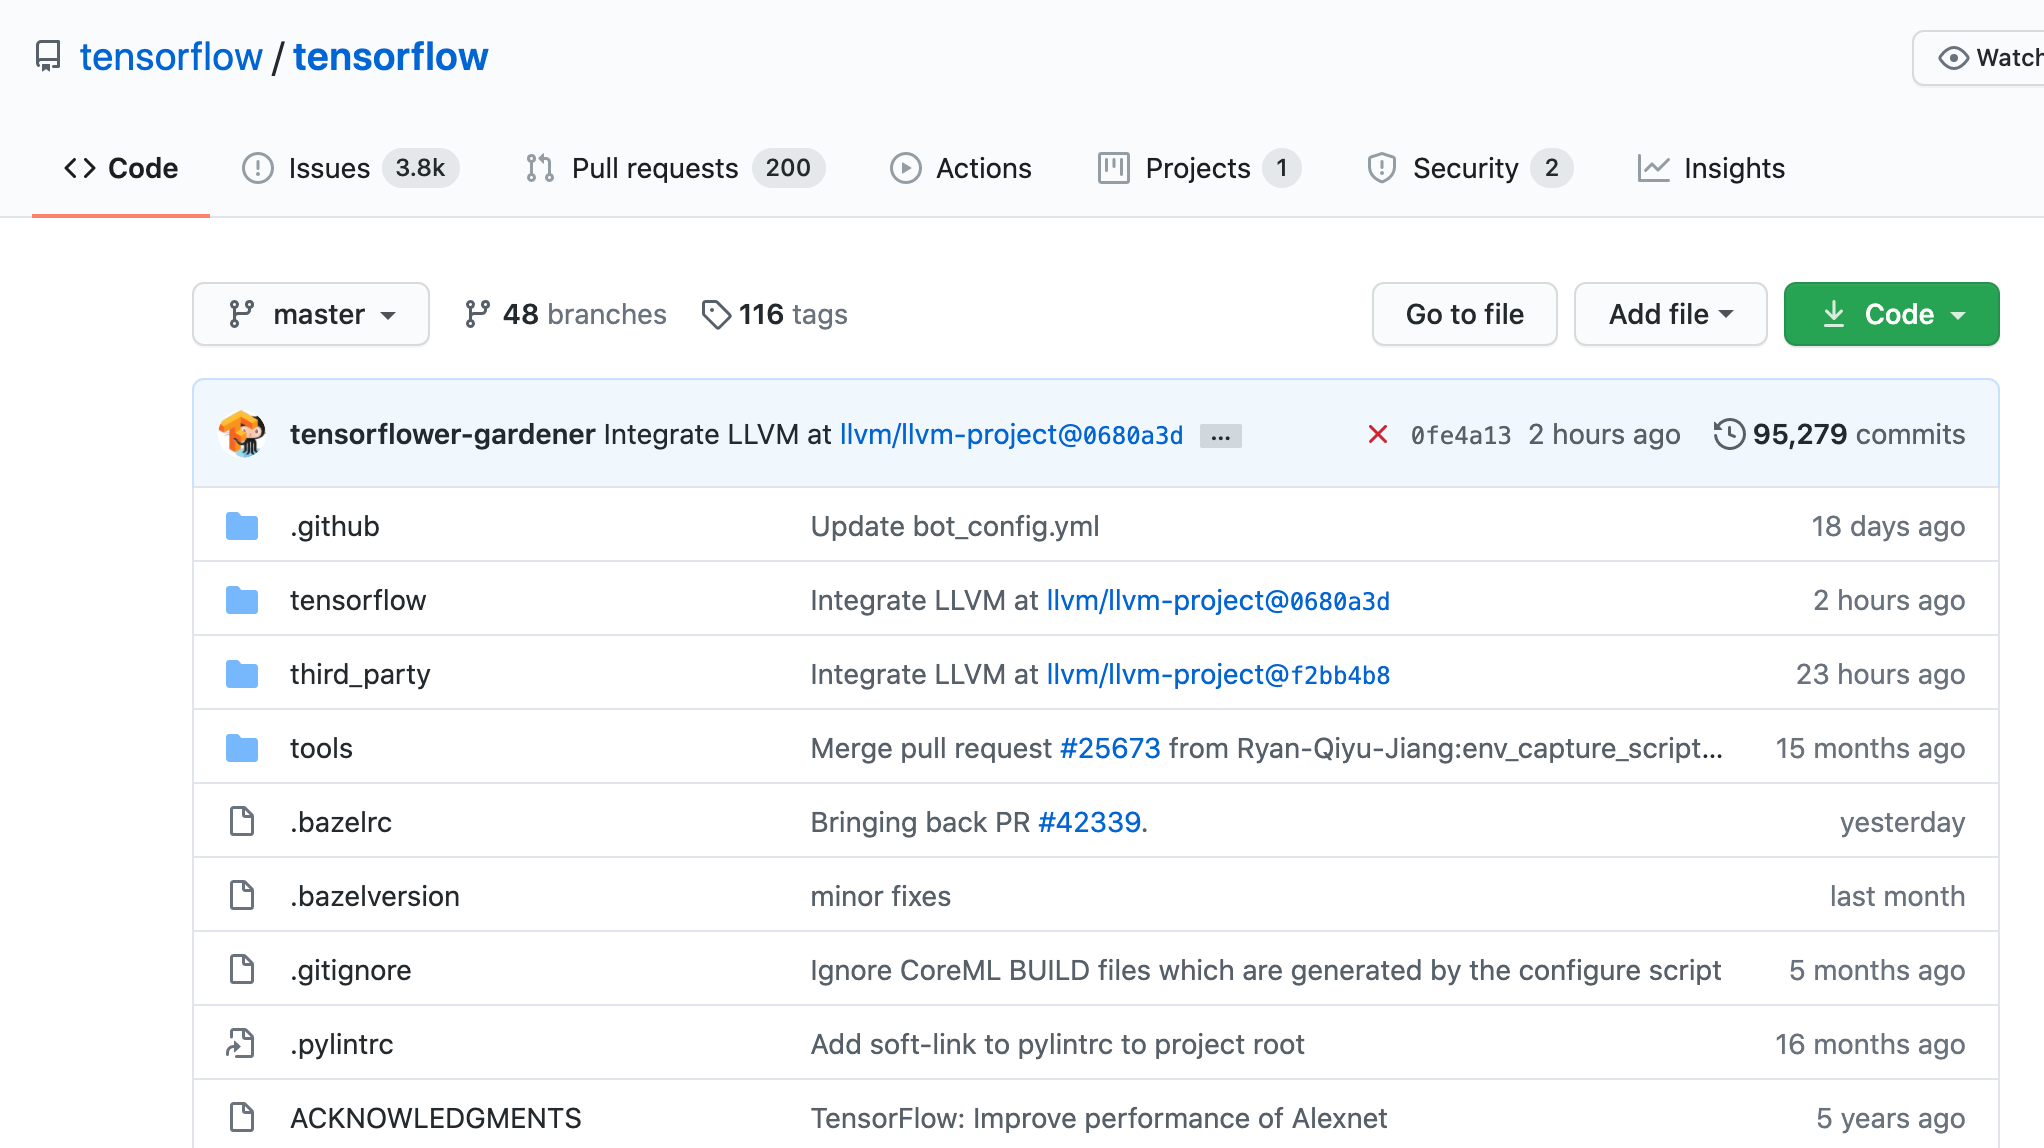 tensorflow / tensorflow
Watch
Code Issues 3.8k Pull requests 200 Actions Projects 1 Security 2 Insights
master 48 branches 116 tags Go to file Add file Code
tensorflower-gardener Integrate LLVM at llvm/llvm-project@0680a3d ... 0fe4a13 2 hours ago 95,279 commits
.github Update bot_config.yml 18 days ago
tensorflow Integrate LLVM at llvm/llvm-project@0680a3d 2 hours ago
third_party Integrate LLVM at llvm/llvm-project@f2bb4b8 23 hours ago
tools Merge pull request #25673 from Ryan-Qiyu-Jiang:env_capture_script... 15 months ago
.bazelrc Bringing back PR #42339. yesterday
.bazelversion minor fixes last month
.gitignore Ignore CoreML BUILD files which are generated by the configure script 5 months ago
.pylintrc Add soft-link to pylintrc to project root 16 months ago
ACKNOWLEDGMENTS TensorFlow: Improve performance of Alexnet 5 years ago